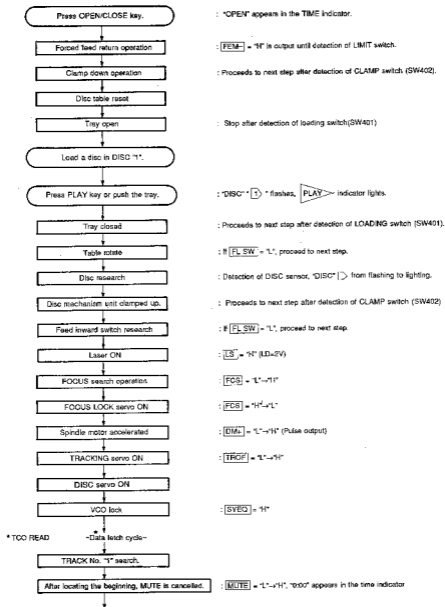 Press OPEN/CLOSE key.
: "OPEN" appears in the TIME indicator.
Forced feed return operation
: FEM- = "H" is output until detection of LIMIT switch.
Clamp down operation
: Proceeds to next step after detection of CLAMP switch (SW402).
Disc table reset
Tray open
: Stop after detection of loading switch(SW401)
Load a disc in DISC "1".
Press PLAY key or push the tray.
: "DISC" " 1 " flashes, PLAY indicator lights.
Tray closed
: Proceeds to next step after detection of LOADING switch (SW401).
Table rotate
: If FL SW = "L", proceed to next step.
Disc research
: Detection of DISC sensor, "DISC" from flashing to lighting.
Disc mechanism unit clamped up.
: Proceeds to next step after detection of CLAMP switch (SW402)
Feed inward switch research
: If FL SW = "L", proceed to next step.
Laser ON
: LS = "H" (LD=2V)
FOCUS search operation
: FCS = "L"→"H"
FOCUS LOCK servo ON
: FCS = "H"→"L"
Spindle motor accelerated
: DM+ = "L"→"H" (Pulse output)
TRACKING servo ON
: TROF = "L"→"H"
DISC servo ON
VCO lock
: SYEQ = "H"
* TCO READ
~Data fetch cycle~
TRACK No. "1" search.
After locating the beginning, MUTE is cancelled.
: MUTE = "L"→"H", "0:00" appears in the time indicator